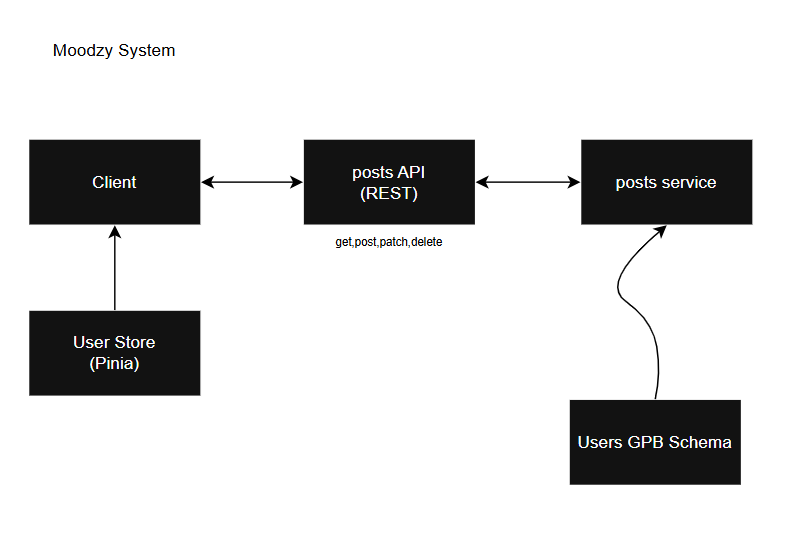 Moodzy System
Client
posts API
(REST)
posts service
get,post,patch,delete
User Store
(Pinia)
Users GPB Schema